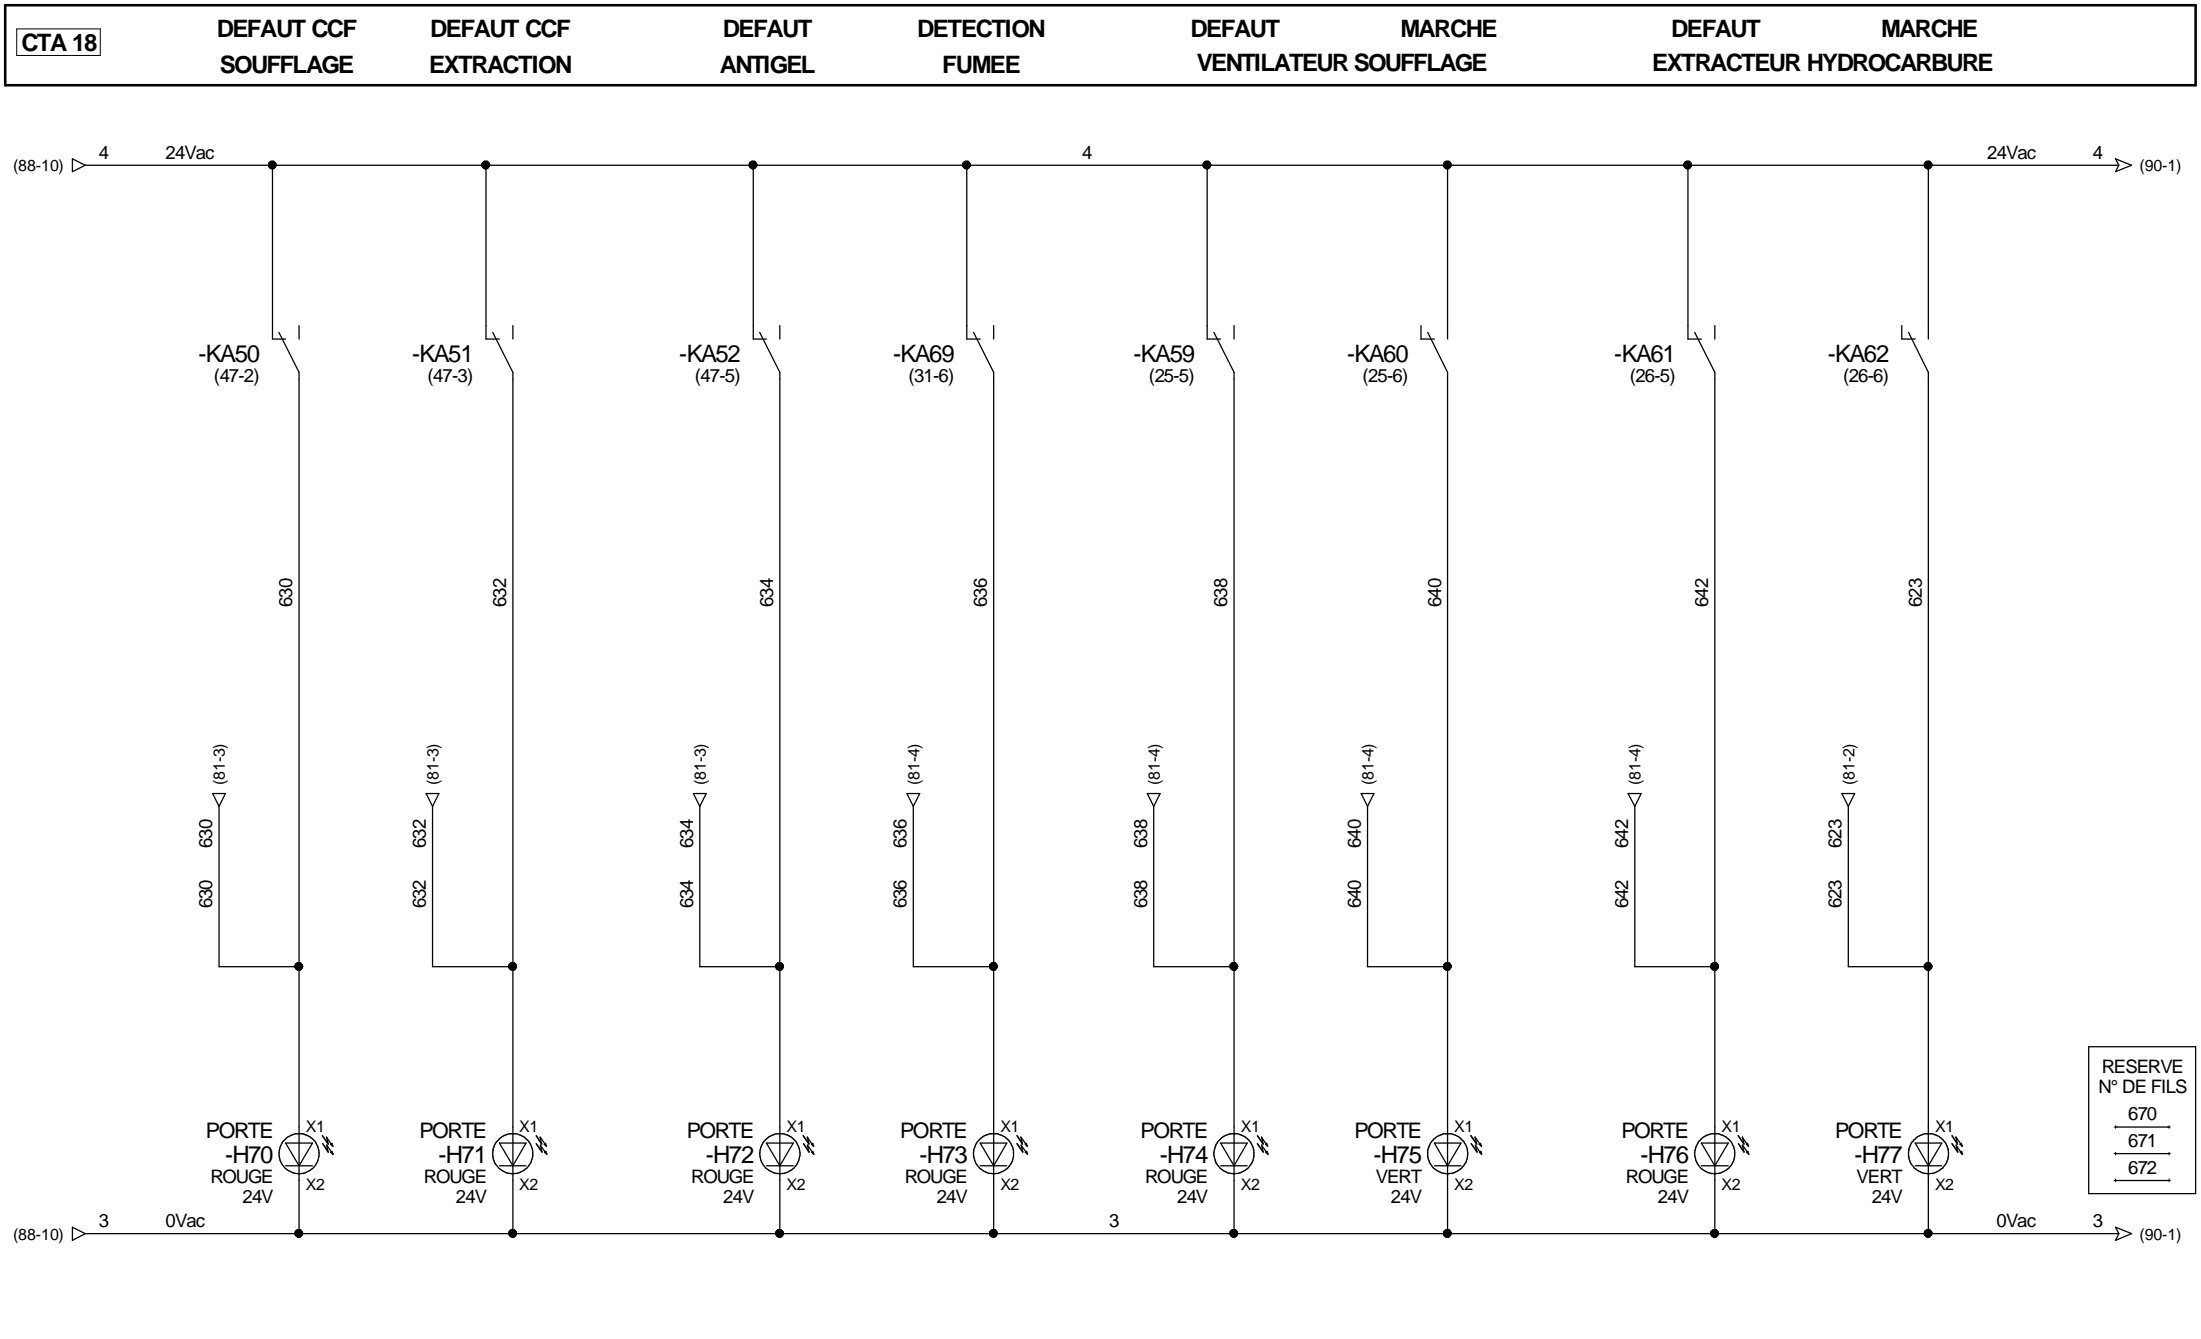 CTA 18
DEFAUT CCF
SOUFFLAGE
DEFAUT CCF
EXTRACTION
DEFAUT
ANTIGEL
DETECTION
FUMEE
DEFAUT MARCHE
VENTILATEUR SOUFFLAGE
DEFAUT MARCHE
EXTRACTEUR HYDROCARBURE
(88-10) 4 24Vac 4 24Vac 4 (90-1)
-KA50
(47-2)
-KA51
(47-3)
-KA52
(47-5)
-KA69
(31-6)
-KA59
(25-5)
-KA60
(25-6)
-KA61
(26-5)
-KA62
(26-6)
630 632 634 636 638 640 642 623
(81-3) (81-3) (81-3) (81-4) (81-4) (81-4) (81-4) (81-2)
630 632 634 636 638 640 642 623
630 632 634 636 638 640 642 623
RESERVE
N° DE FILS
670
671
672
PORTE X1
-H70
ROUGE X2
24V
PORTE X1
-H71
ROUGE X2
24V
PORTE X1
-H72
ROUGE X2
24V
PORTE X1
-H73
ROUGE X2
24V
PORTE X1
-H74
ROUGE X2
24V
PORTE X1
-H75
VERT X2
24V
PORTE X1
-H76
ROUGE X2
24V
PORTE X1
-H77
VERT X2
24V
(88-10) 3 0Vac 3 0Vac 3 (90-1)